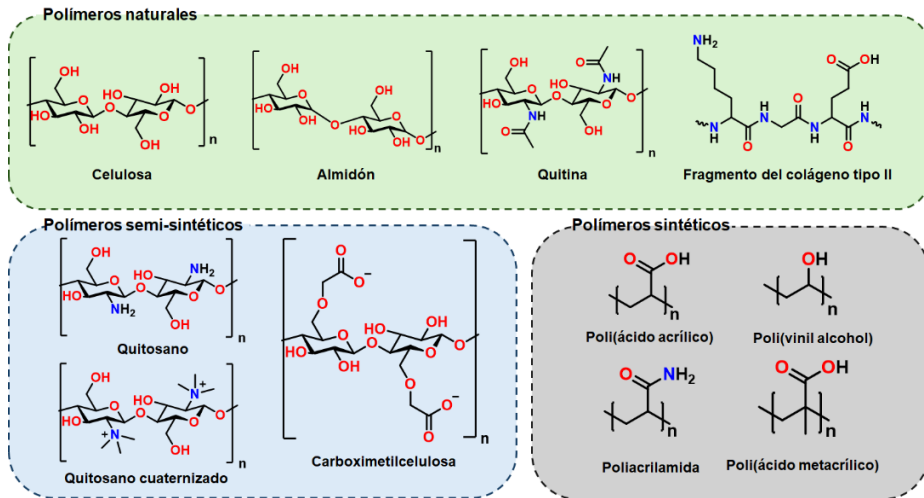 Polímeros naturales
OH
OH
OH
HO
O
O
O
O
HO
HO
OH
OH
n
Celulosa
OH
O
HO
OH
O
OH
O
HO
OH
O
n
Almidón
O
NH
OH
HO
O
O
O
O
HO
NH
O
OH
n
Quitina
NH2
O
OH
N
H
O
H
N
O
O
H
N
Fragmento del colágeno tipo II
Polímeros semi-sintéticos
OH
HO
NH2
O
O
O
O
HO
NH2
OH
n
Quitosano
OH
HO
N
+
O
O
O
O
HO
N
+
OH
n
Quitosano cuaternizado
O
O
−
O
HO
OH
O
O
O
O
HO
OH
O
O
−
O
n
Carboximetilcelulosa
Polímeros sintéticos
O
OH
n
Poli(ácido acrílico)
OH
n
Poli(vinil alcohol)
O
NH2
n
Poliacrilamida
O
OH
n
Poli(ácido metacrílico)